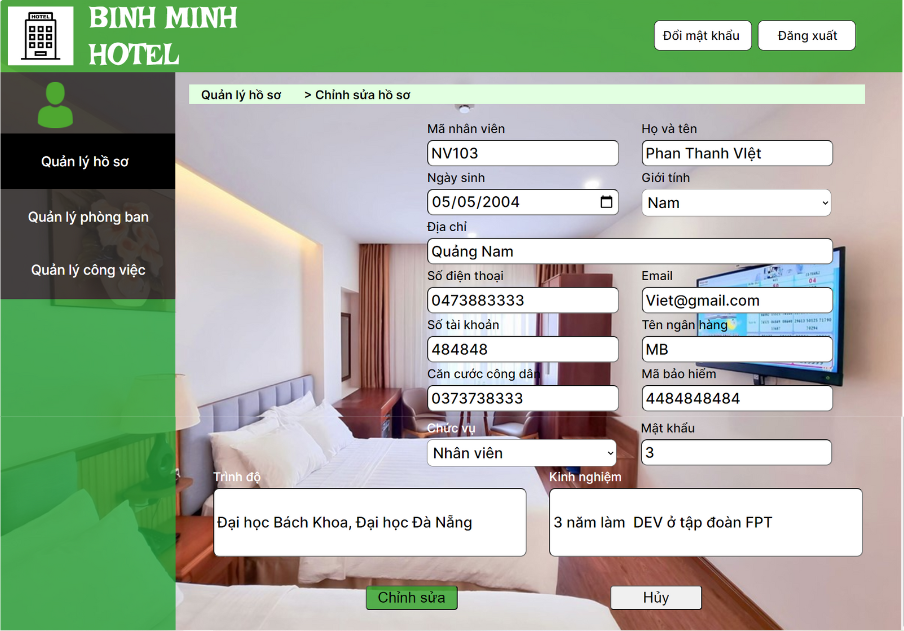 HOTEL
BINH MINH
HOTEL
Đổi mật khẩu
Đăng xuất
Quản lý hồ sơ > Chỉnh sửa hồ sơ
Quản lý hồ sơ
Quản lý phòng ban
Quản lý công việc
Mã nhân viên
Họ và tên
NV103
Phan Thanh VIệt
Ngày sinh
Giới tính
05/05/2004
Nam
Địa chỉ
Quảng Nam
Số điện thoại
Email
0473883333
Viet@gmail.com
Số tài khoản
Tên ngân hàng
484848
MB
Căn cước công dân
Mã bảo hiểm
0373738333
4484848484
Chức vụ
Mật khẩu
Nhân viên
3
Trình độ
Kinh nghiệm
Đại học Bách Khoa, Đại học Đà Nẵng
3 năm làm  DEV ở tập đoàn FPT
Chỉnh sửa
Hủy